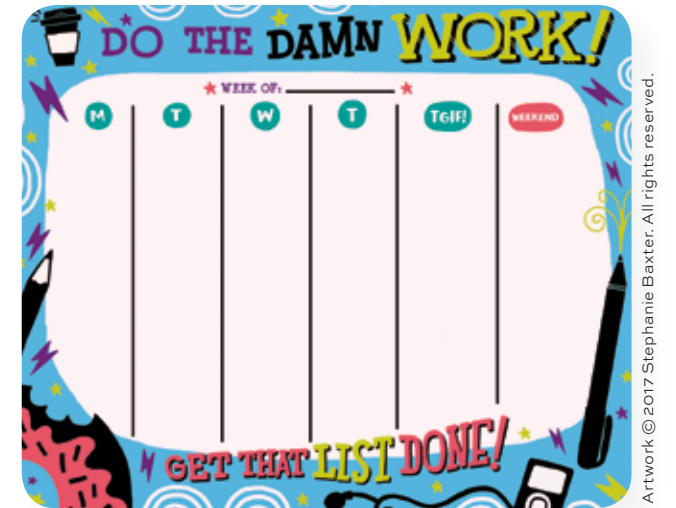 DO THE DAMN WORK!
WEEK OF:
M T W T TGIF! WEEKEND
GET THAT LIST DONE!
Artwork © 2017 Stephanie Baxter. All rights reserved.